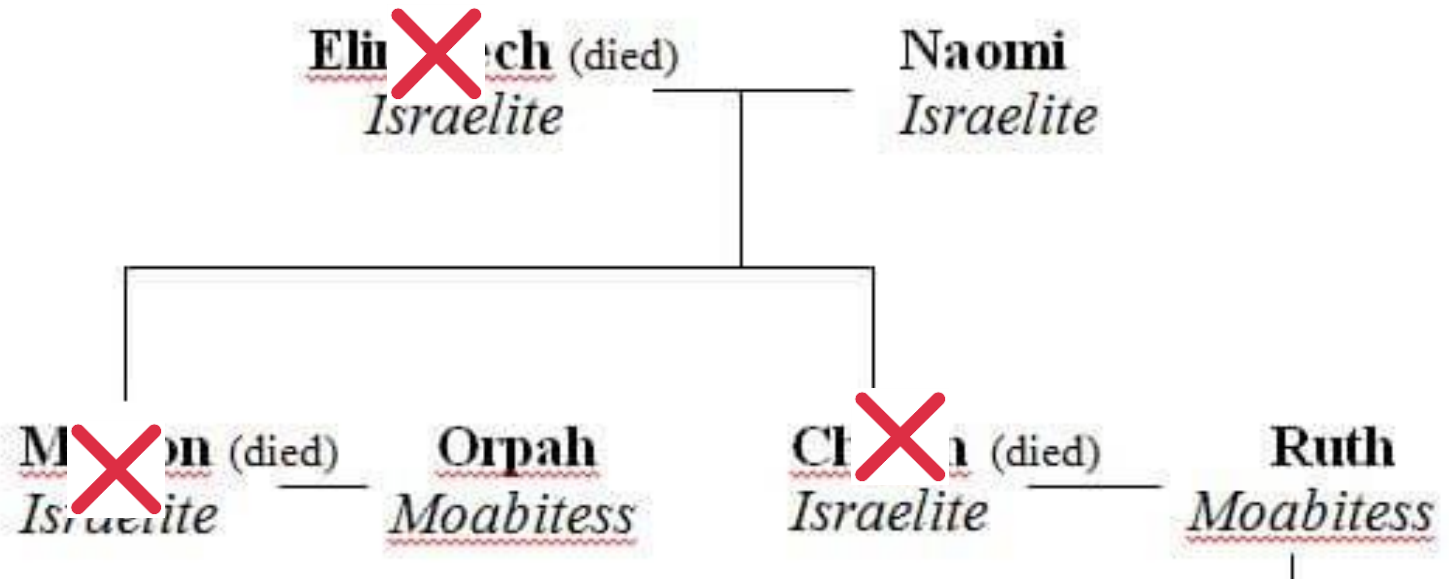 (died) Naomi
Israelite Israelite
(died) Orpah (died) Ruth
Moabitess Israelite Moabitess